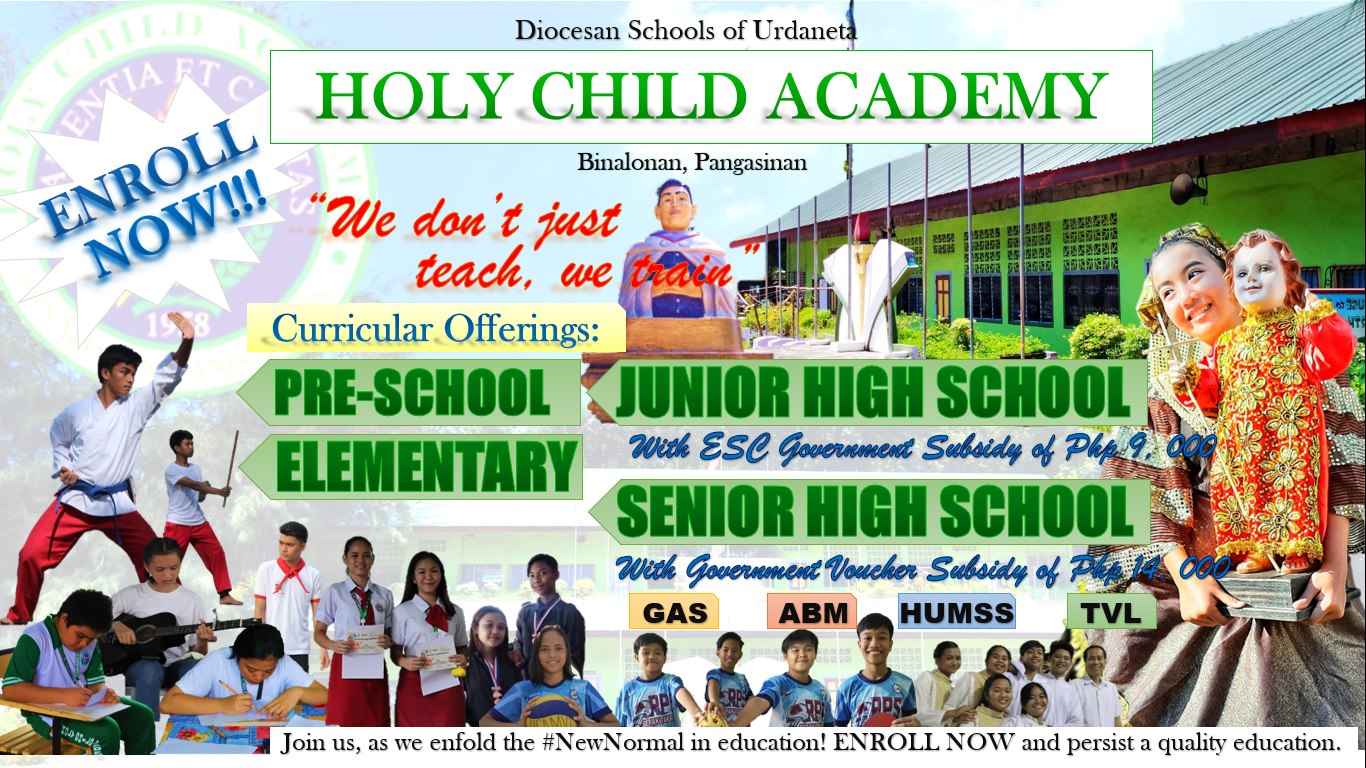 Diocesan Schools of Urdaneta
HOLY CHILD ACADEMY
Binalonan, Pangasinan
ENROLL
NOW!!!
“We don’t just
teach, we train”
1958
Curricular Offerings:
PRE-SCHOOL
ELEMENTARY
JUNIOR HIGH SCHOOL
With ESC Government Subsidy of Php 9, 000
SENIOR HIGH SCHOOL
With Government Voucher Subsidy of Php 14, 000
GAS
ABM
HUMSS
TVL
Join us, as we enfold the #NewNormal in education! ENROLL NOW and persist a quality education.